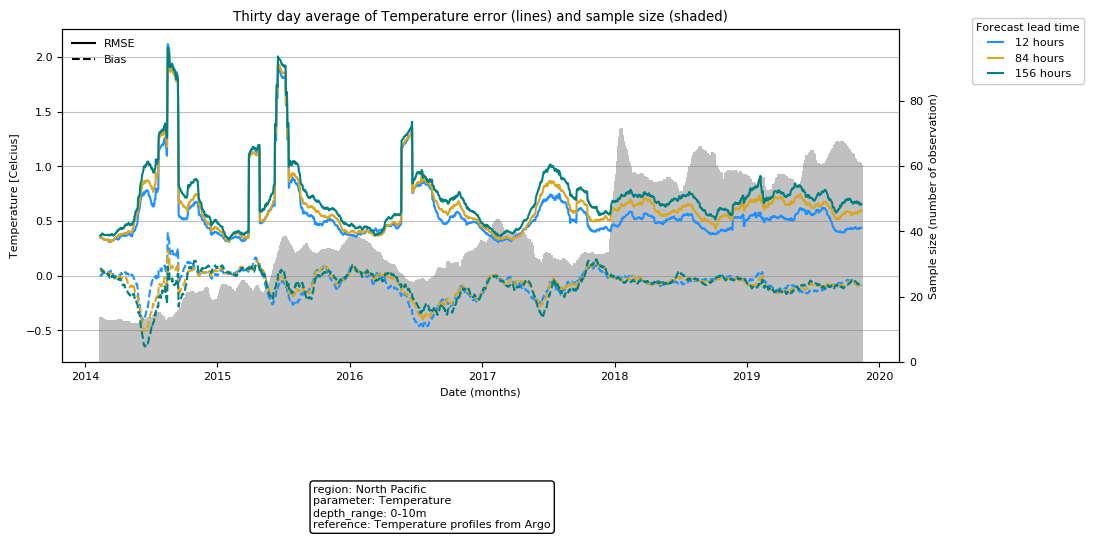 Thirty day average of Temperature error (lines) and sample size (shaded)
RMSE
Bias
Forecast lead time
12 hours
84 hours
156 hours
Temperature [Celcius]
2.0
1.5
1.0
0.5
0.0
−0.5
Sample size (number of observation)
80
60
40
20
0
2014
2015
2016
2017
2018
2019
2020
Date (months)
region: North Pacific
parameter: Temperature
depth_range: 0-10m
reference: Temperature profiles from Argo